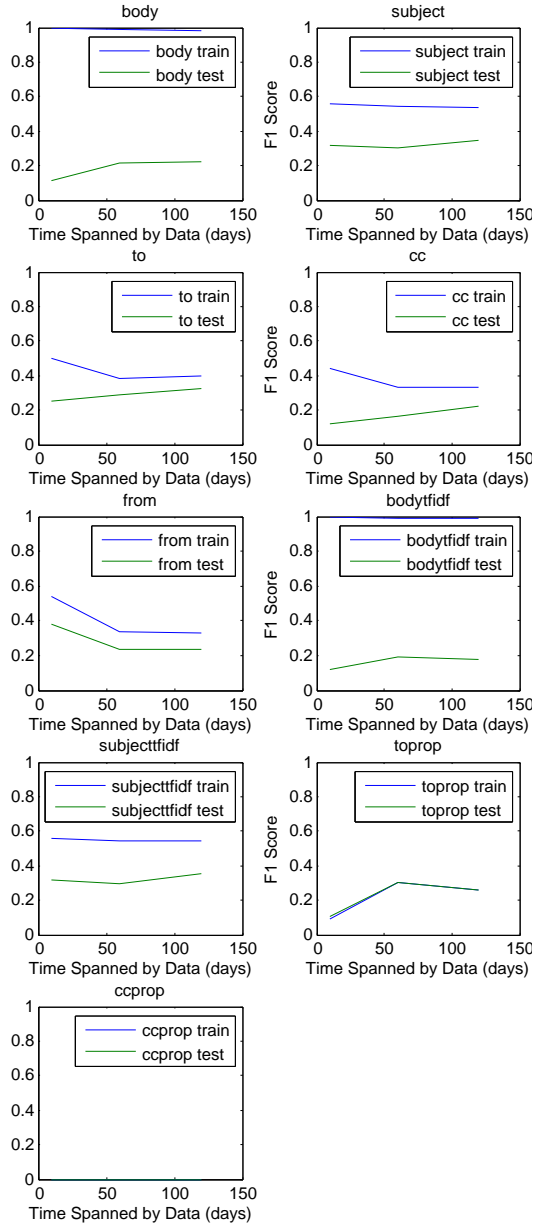 body
1
0.8
0.6
0.4
0.2
0
0 50 100 150
Time Spanned by Data (days)
body train
body test
subject
1
0.8
0.6
0.4
0.2
0
0 50 100 150
Time Spanned by Data (days)
F1 Score
subject train
subject test
to
1
0.8
0.6
0.4
0.2
0
0 50 100 150
Time Spanned by Data (days)
to train
to test
cc
1
0.8
0.6
0.4
0.2
0
0 50 100 150
Time Spanned by Data (days)
F1 Score
cc train
cc test
from
1
0.8
0.6
0.4
0.2
0
0 50 100 150
Time Spanned by Data (days)
from train
from test
bodytfidf
1
0.8
0.6
0.4
0.2
0
0 50 100 150
Time Spanned by Data (days)
F1 Score
bodytfidf train
bodytfidf test
subjecttfidf
1
0.8
0.6
0.4
0.2
0
0 50 100 150
Time Spanned by Data (days)
subjecttfidf train
subjecttfidf test
toprop
1
0.8
0.6
0.4
0.2
0
0 50 100 150
Time Spanned by Data (days)
F1 Score
toprop train
toprop test
ccprop
1
0.8
0.6
0.4
0.2
0
0 50 100 150
Time Spanned by Data (days)
ccprop train
ccprop test